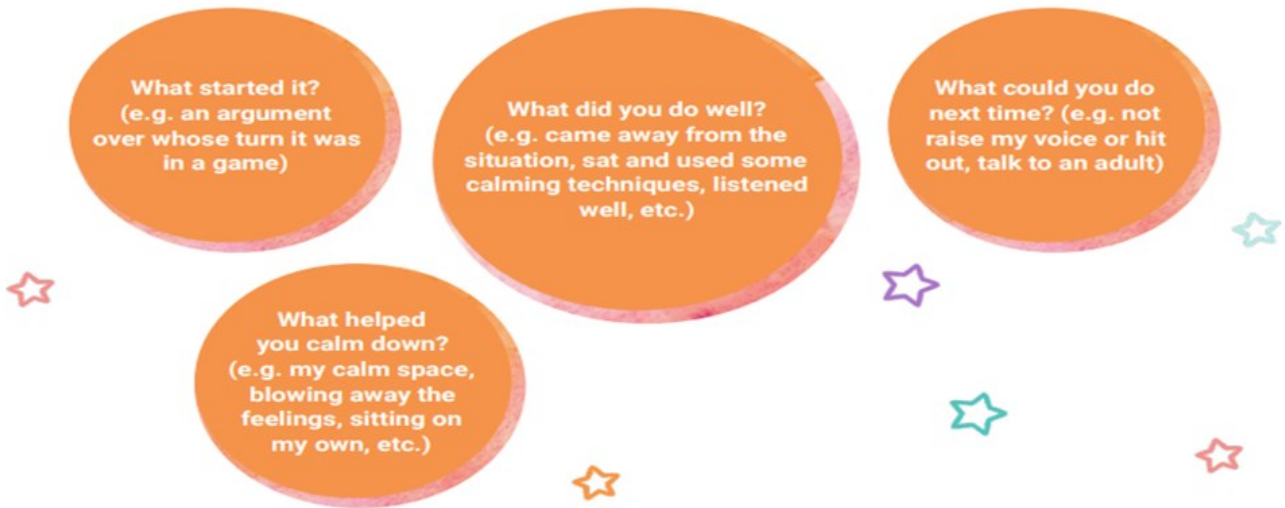 What started it?
(e.g. an argument
over whose turn it was
in a game)
What did you do well?
(e.g. came away from the
situation, sat and used some
calming techniques, listened
well, etc.)
What could you do
next time? (e.g. not
raise my voice or hit
out, talk to an adult)
What helped
you calm down?
(e.g. my calm space,
blowing away the
feelings, sitting on
my own, etc.)